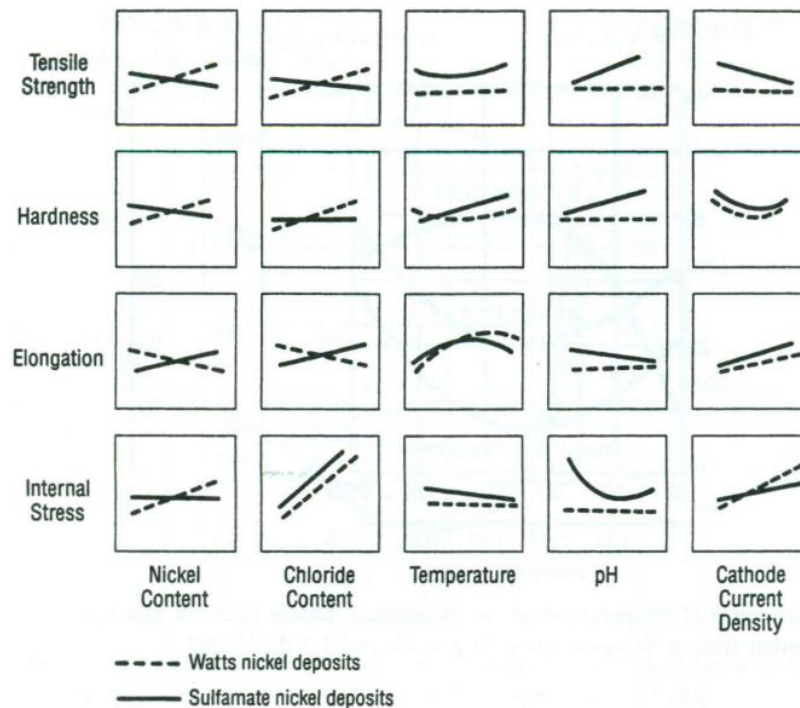 Tensile
Strength
Hardness
Elongation
Internal
Stress
Nickel
Content
Chloride
Content
Temperature
pH
Cathode
Current
Density
Watts nickel deposits
Sulfamate nickel deposits